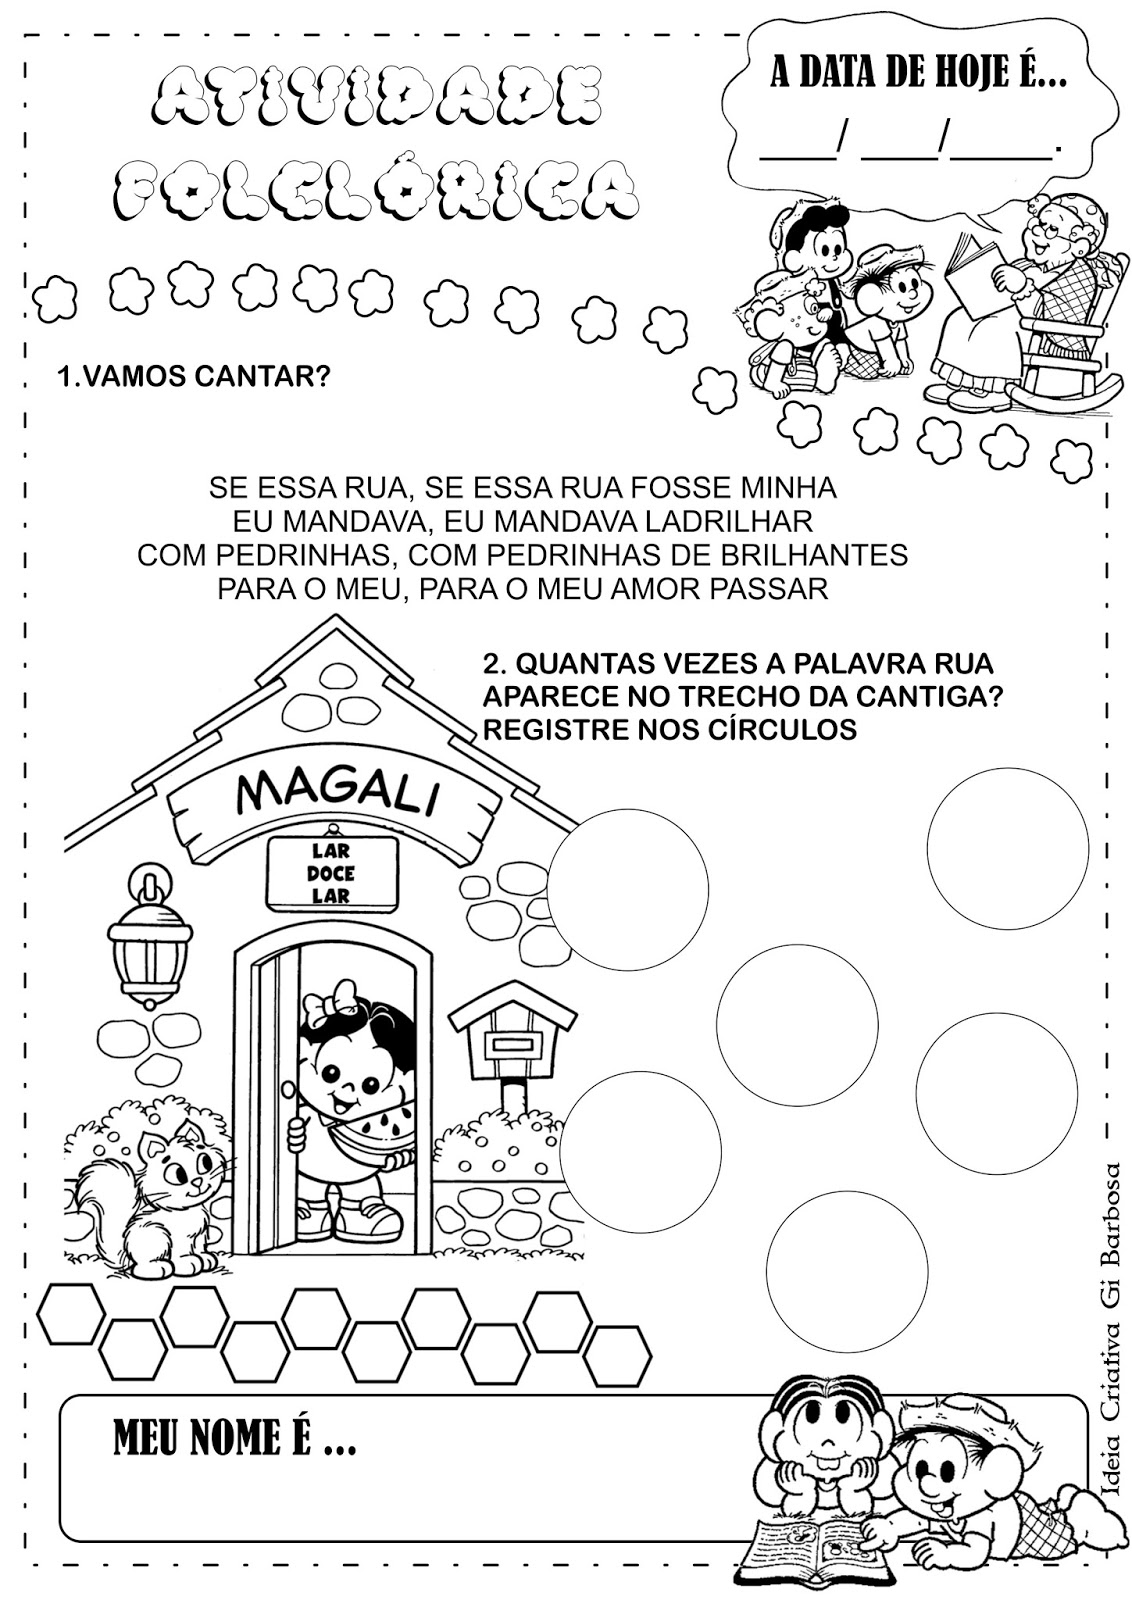 ATIVIDADE
FOLCLÓRICA
A DATA DE HOJE É...
____/ ____/_____.
1.VAMOS CANTAR?
SE ESSA RUA, SE ESSA RUA FOSSE MINHA
EU MANDAVA, EU MANDAVA LADRILHAR
COM PEDRINHAS, COM PEDRINHAS DE BRILHANTES
PARA O MEU, PARA O MEU AMOR PASSAR
2. QUANTAS VEZES A PALAVRA RUA
APARECE NO TRECHO DA CANTIGA?
REGISTRE NOS CÍRCULOS
MAGALI
LAR
DOCE
LAR
MEU NOME É ...
Ideia Criativa Gi Barbosa